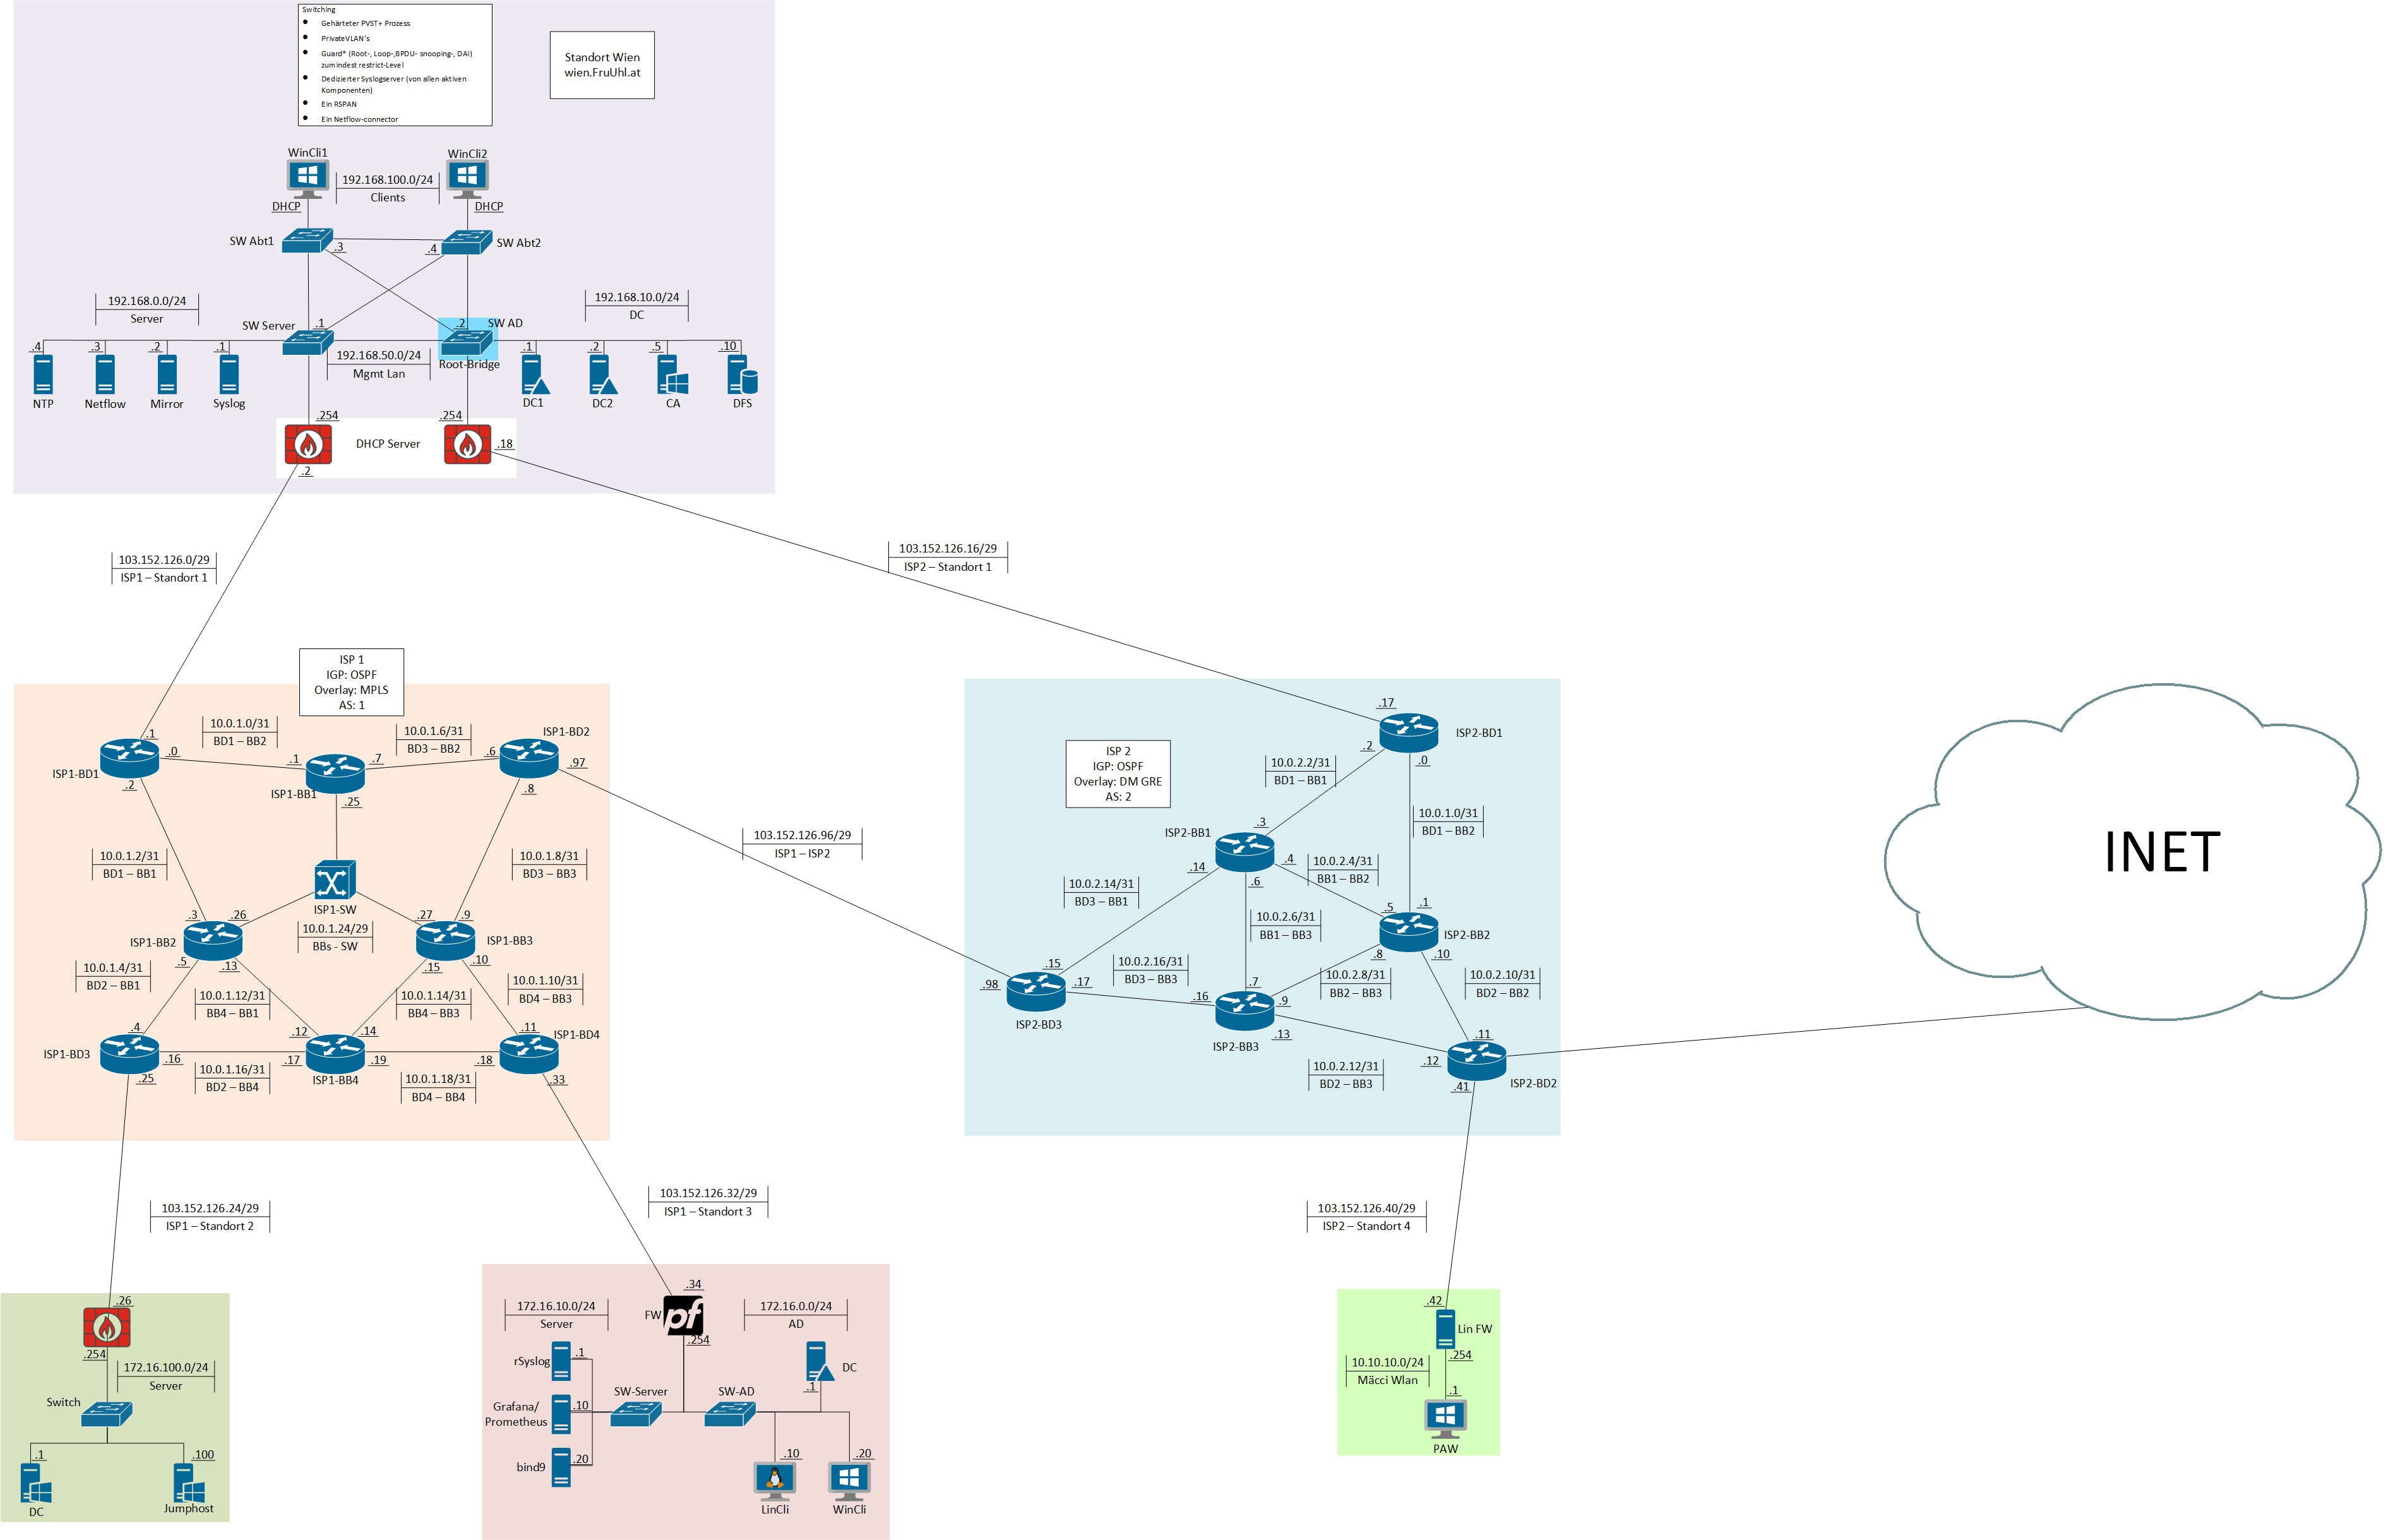 Switching
Gehärteter PVST+ Prozess
PrivateVLAN´s
Guard* (Root-, Loop-,BPDU- snooping-, DAI)
zumindest restrict-Level
Dedizierter Syslogserver (von allen aktiven
Komponenten)
Ein RSPAN
Ein Netflow-connector
Standort Wien
wien.FruUhl.at
WinCli1
WinCli2
192.168.100.0/24
Clients
DHCP
DHCP
SW Abt1
.3
.4
SW Abt2
192.168.0.0/24
Server
192.168.10.0/24
DC
SW Server
.1
.2
SW AD
192.168.50.0/24
Mgmt Lan
Root-Bridge
.4
.3
.2
.1
.1
.2
.5
.10
NTP
Netflow
Mirror
Syslog
DC1
DC2
CA
DFS
.254
.254
DHCP Server
.18
.2
103.152.126.0/29
ISP1 – Standort 1
103.152.126.16/29
ISP2 – Standort 1
ISP 1
IGP: OSPF
Overlay: MPLS
AS: 1
10.0.1.0/31
BD1 – BB2
10.0.1.6/31
BD3 – BB2
ISP1-BD2
.1
.0
.1
.7
.6
.97
ISP1-BD1
.2
ISP1-BB1
.25
.8
10.0.1.2/31
BD1 – BB1
10.0.1.8/31
BD3 – BB3
ISP1-SW
.3
.26
.27
.9
10.0.1.24/29
BBs - SW
ISP1-BB2
ISP1-BB3
.5
.13
.15
.10
10.0.1.4/31
BD2 – BB1
10.0.1.12/31
BB4 – BB1
10.0.1.14/31
BB4 – BB3
10.0.1.10/31
BD4 – BB3
.4
.12
.14
.11
ISP1-BD4
ISP1-BD3
.16
.17
.19
.18
ISP1-BB4
.25
10.0.1.16/31
BD2 – BB4
10.0.1.18/31
BD4 – BB4
.33
103.152.126.96/29
ISP1 – ISP2
ISP 2
IGP: OSPF
Overlay: DM GRE
AS: 2
.17
ISP2-BD1
.2
.0
10.0.2.2/31
BD1 – BB1
10.0.1.0/31
BD1 – BB2
.3
ISP2-BB1
.14
.4
.6
10.0.2.4/31
BB1 – BB2
10.0.2.14/31
BD3 – BB1
.5
.1
ISP2-BB2
10.0.2.6/31
BB1 – BB3
.8
.10
10.0.2.16/31
BD3 – BB3
10.0.2.8/31
BB2 – BB3
10.0.2.10/31
BD2 – BB2
.15
.98
.17
ISP2-BD3
.16
.7
.9
.13
ISP2-BB3
.11
.12
10.0.2.12/31
BD2 – BB3
.41
ISP2-BD2
INET
103.152.126.24/29
ISP1 – Standort 2
103.152.126.32/29
ISP1 – Standort 3
103.152.126.40/29
ISP2 – Standort 4
.26
.254
172.16.100.0/24
Server
Switch
.1
.100
DC
Jumphost
.34
172.16.10.0/24
Server
FW
pf
172.16.0.0/24
AD
.254
rSyslog
.1
DC
.1
SW-Server
SW-AD
Grafana/
Prometheus
.10
bind9
.20
.10
.20
LinCli
WinCli
.42
Lin FW
.254
10.10.10.0/24
Mäcci Wlan
.1
PAW